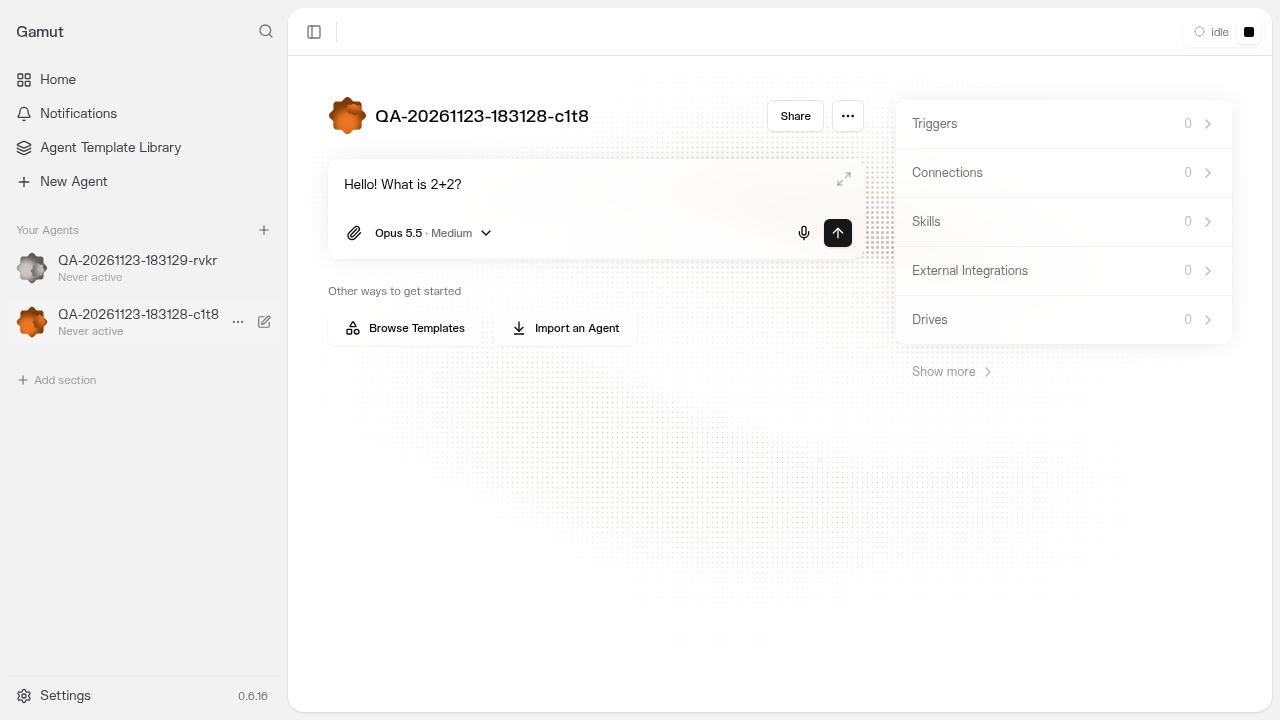 Gamut
Home
Notifications
Agent Template Library
New Agent
Your Agents
QA-20261123-183129-rvkr
Never active
QA-20261123-183128-c1t8
Never active
Add section
Settings
0.6.16
idle
QA-20261123-183128-c1t8
Share
Hello! What is 2+2?
Opus 5.5 · Medium
Other ways to get started
Browse Templates
Import an Agent
Triggers 0
Connections 0
Skills 0
External Integrations 0
Drives 0
Show more